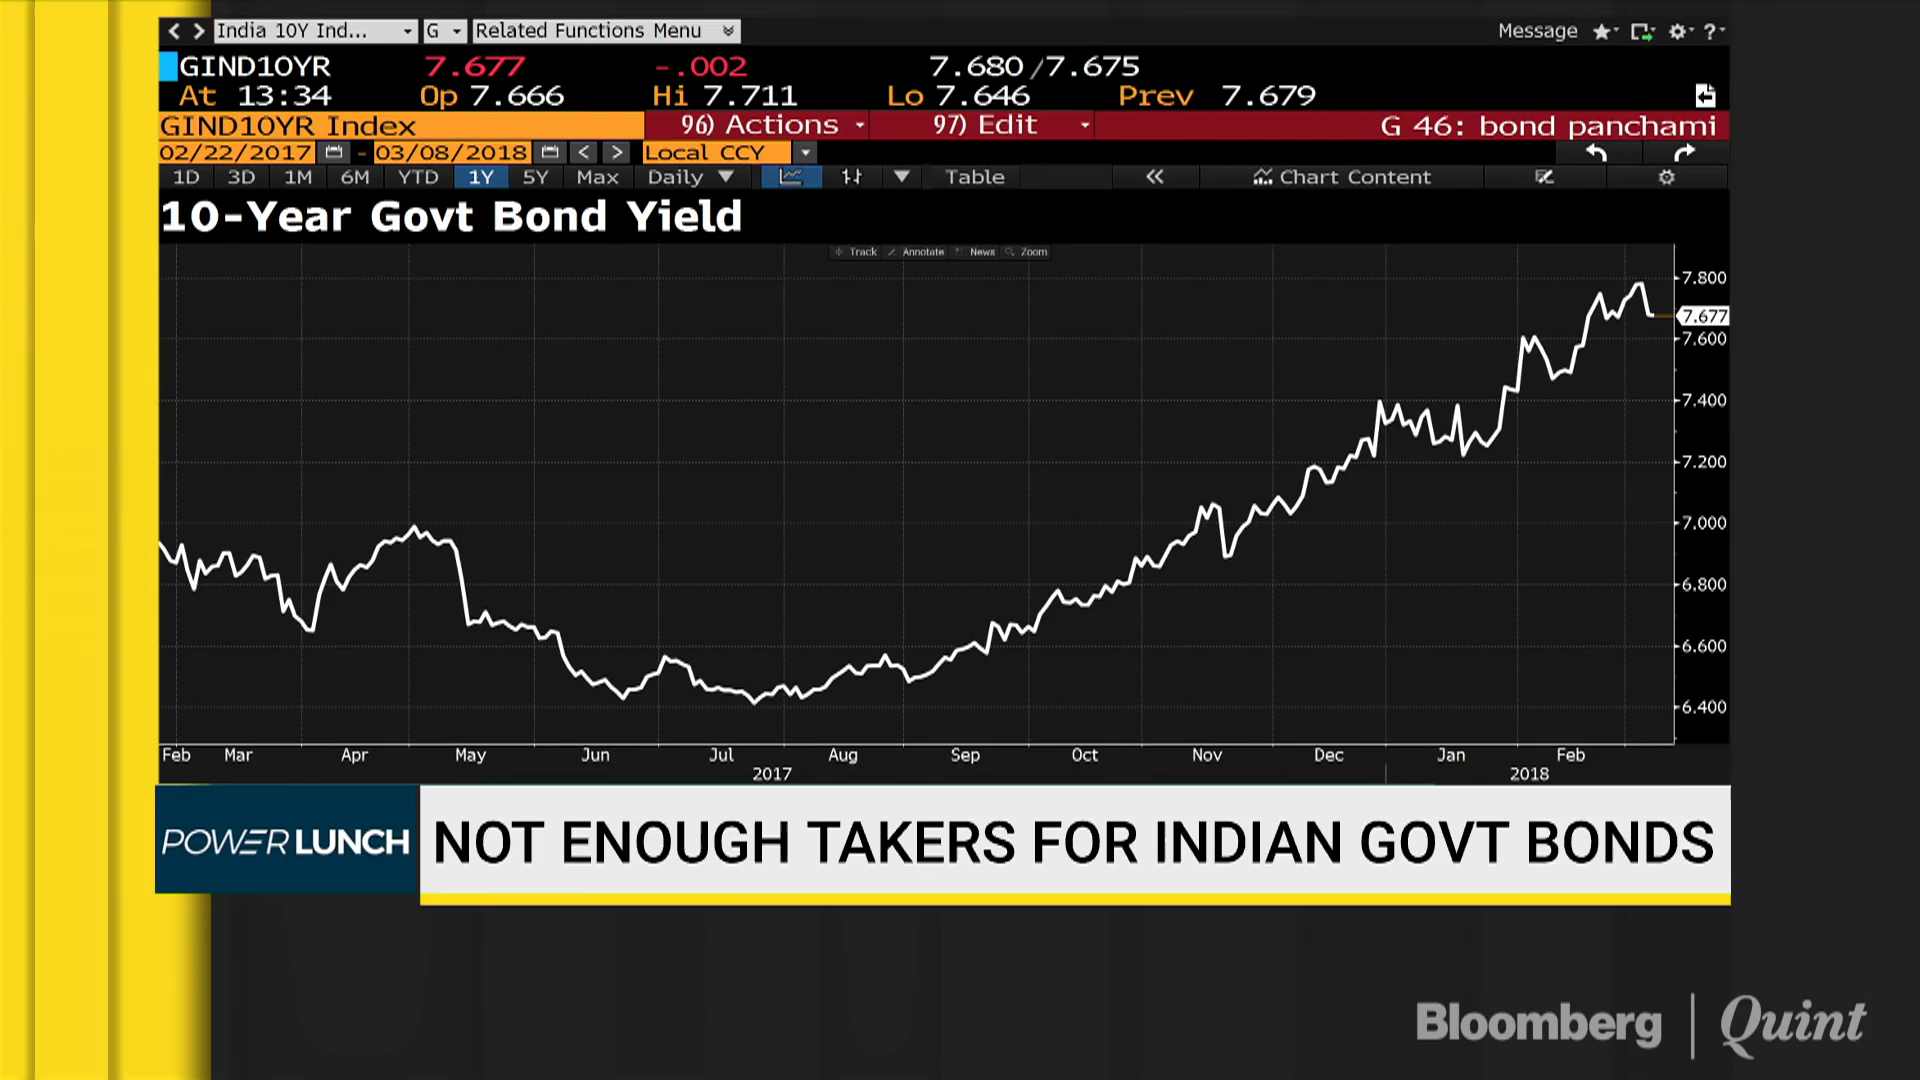 India 10Y Ind... G Related Functions Menu Message ?
GIND10YR 7.677 -.002 7.680/7.675
At 13:34 Op 7.666 Hi 7.711 Lo 7.646 Prev 7.679
GIND10YR Index 96) Actions 97) Edit G 46: bond panchami
02/22/2017 - 03/08/2018 < > Local CCY
1D 3D 1M 6M YTD 1Y 5Y Max Daily Table « Chart Content
10-Year Govt Bond Yield
Track Annotate News Zoom
7.800
7.677
7.600
7.400
7.200
7.000
6.800
6.600
6.400
Feb Mar Apr May Jun Jul Aug Sep Oct Nov Dec Jan Feb
2017 2018
POWER LUNCH NOT ENOUGH TAKERS FOR INDIAN GOVT BONDS
Bloomberg | Quint